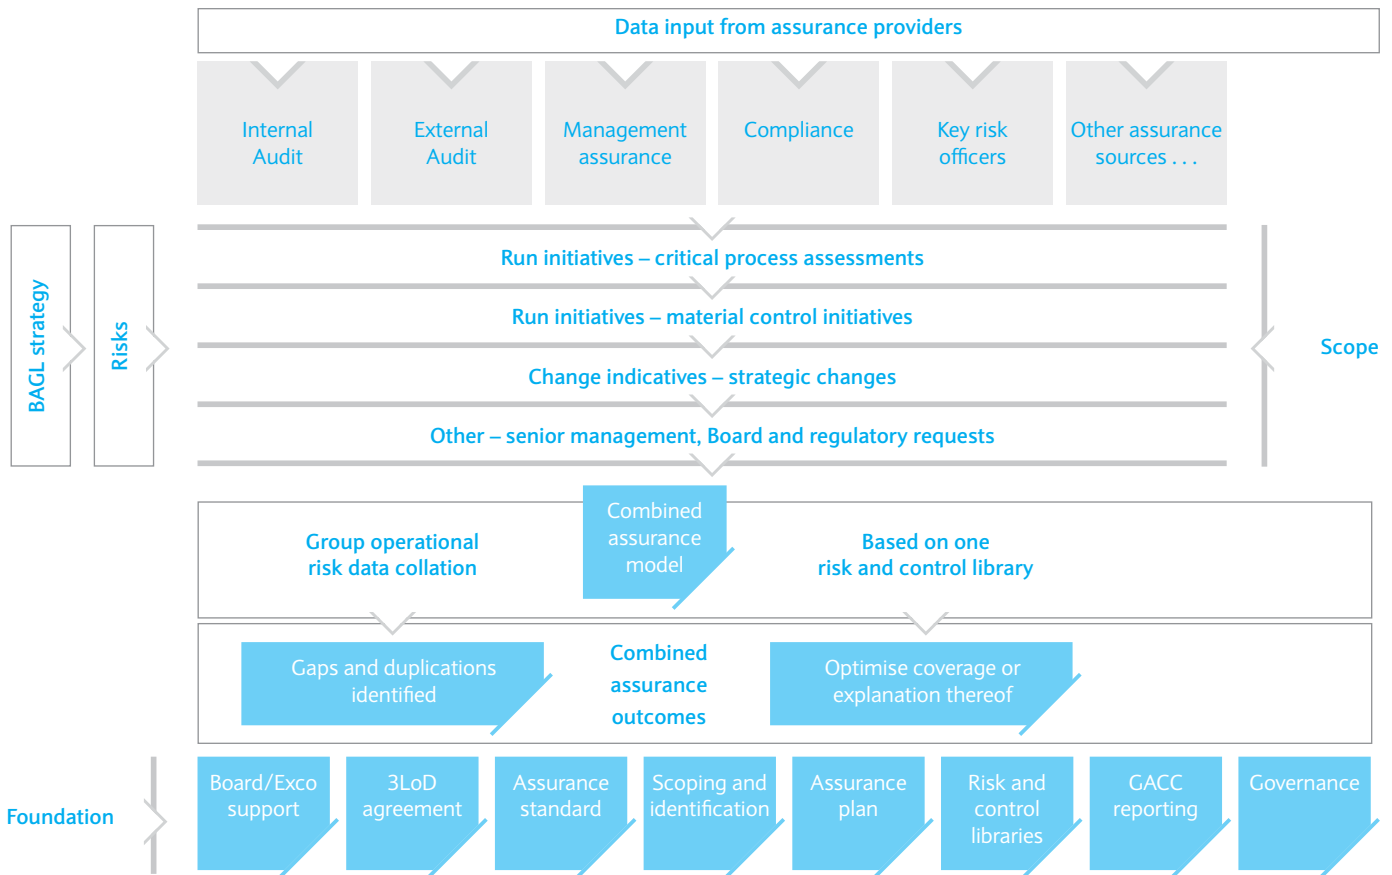 Data input from assurance providers
Internal
Audit
External
Audit
Management
assurance
Compliance
Key risk
officers
Other assurance
sources . . .
BAGL strategy
Risks
Run initiatives – critical process assessments
Run initiatives – material control initiatives
Change indicatives – strategic changes
Other – senior management, Board and regulatory requests
Scope
Group operational
risk data collation
Combined
assurance
model
Based on one
risk and control library
Gaps and duplications
identified
Combined
assurance
outcomes
Optimise coverage or
explanation thereof
Foundation
Board/Exco
support
3LoD
agreement
Assurance
standard
Scoping and
identification
Assurance
plan
Risk and
control
libraries
GACC
reporting
Governance